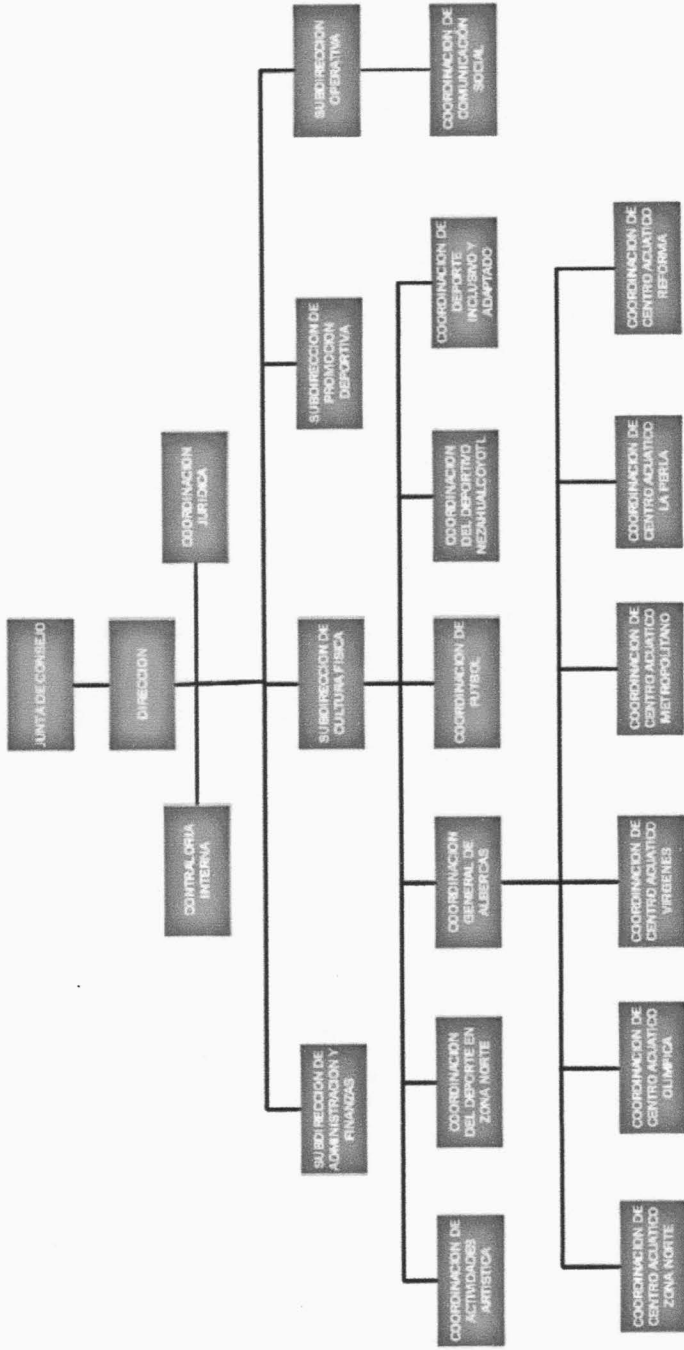 JUNTA DE CONSEJO
DIRECCION
CONTRALORIA
INTERNA
COORDINACION
JURIDICA
SUBDIRECCION DE
ADMINISTRACION Y
FINANZAS
SUBDIRECCION DE
CULTURA FISICA
SUBDIRECCION DE
PROMOCION
DEPORTIVA
SUBDIRECCION
OPERATIVA
COORDINACION DE
ACTIVIDADES
ARTISTICA
COORDINACION
DEL DEPORTE EN
ZONA NORTE
COORDINACION
GENERAL DE
ALBERCAS
COORDINACION DE
FUTBOL
COORDINACION
DEL DEPORTIVO
NEZAHUALCOYOTL
COORDINACION DE
DEPORTE
INCLUSIVO Y
ADAPTADO
COORDINACION DE
COMUNICACIÓN
SOCIAL
COORDINACION DE
CENTRO ACUATICO
ZONA NORTE
COORDINACION DE
CENTRO ACUATICO
OLIMPICA
COORDINACION DE
CENTRO ACUATICO
VIRGENES
COORDINACION DE
CENTRO ACUATICO
METROPOLITANO
COORDINACION DE
CENTRO ACUATICO
LA PERLA
COORDINACION DE
CENTRO ACUATICO
REFORMA